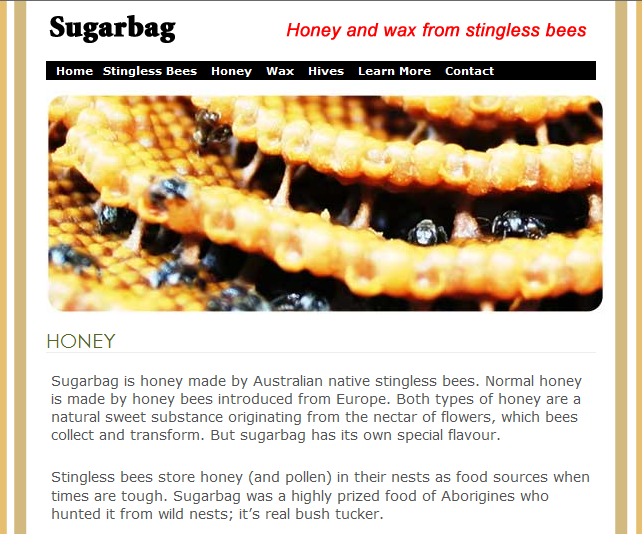 Sugarbag
Honey and wax from stingless bees
Home Stingless Bees Honey Wax Hives Learn More Contact
HONEY
Sugarbag is honey made by Australian native stingless bees. Normal honey
is made by honey bees introduced from Europe. Both types of honey are a
natural sweet substance originating from the nectar of flowers, which bees
collect and transform. But sugarbag has its own special flavour.
Stingless bees store honey (and pollen) in their nests as food sources when
times are tough. Sugarbag was a highly prized food of Aborigines who
hunted it from wild nests; it’s real bush tucker.